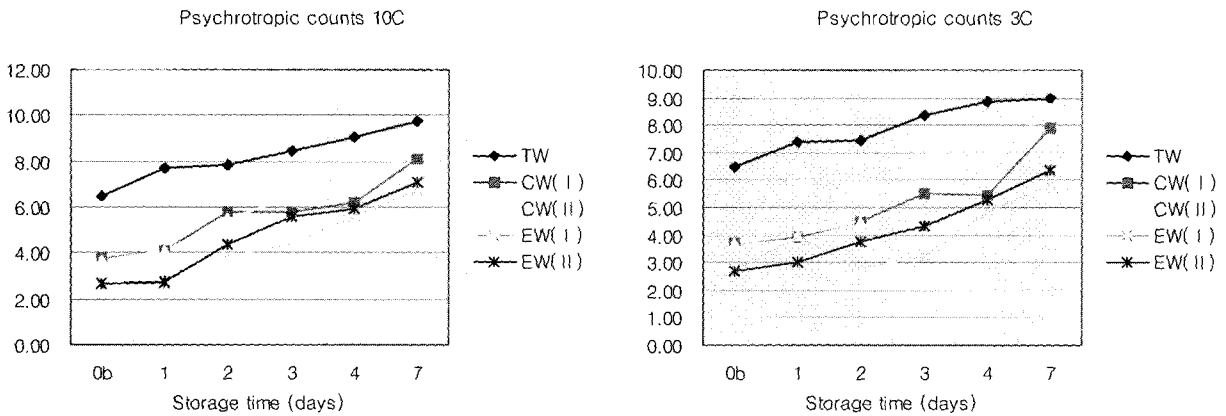 Psychrotropic counts 10C
12.00
10.00
8.00
6.00
4.00
2.00
0.00
0b 1 2 3 4 7
Storage time (days)
TW
CW( I )
CW(II)
EW( I )
EW(II)
Psychrotropic counts 3C
10.00
9.00
8.00
7.00
6.00
5.00
4.00
3.00
2.00
1.00
0.00
0b 1 2 3 4 7
Storage time (days)
TW
CW( I )
CW(II)
EW( I )
EW(II)